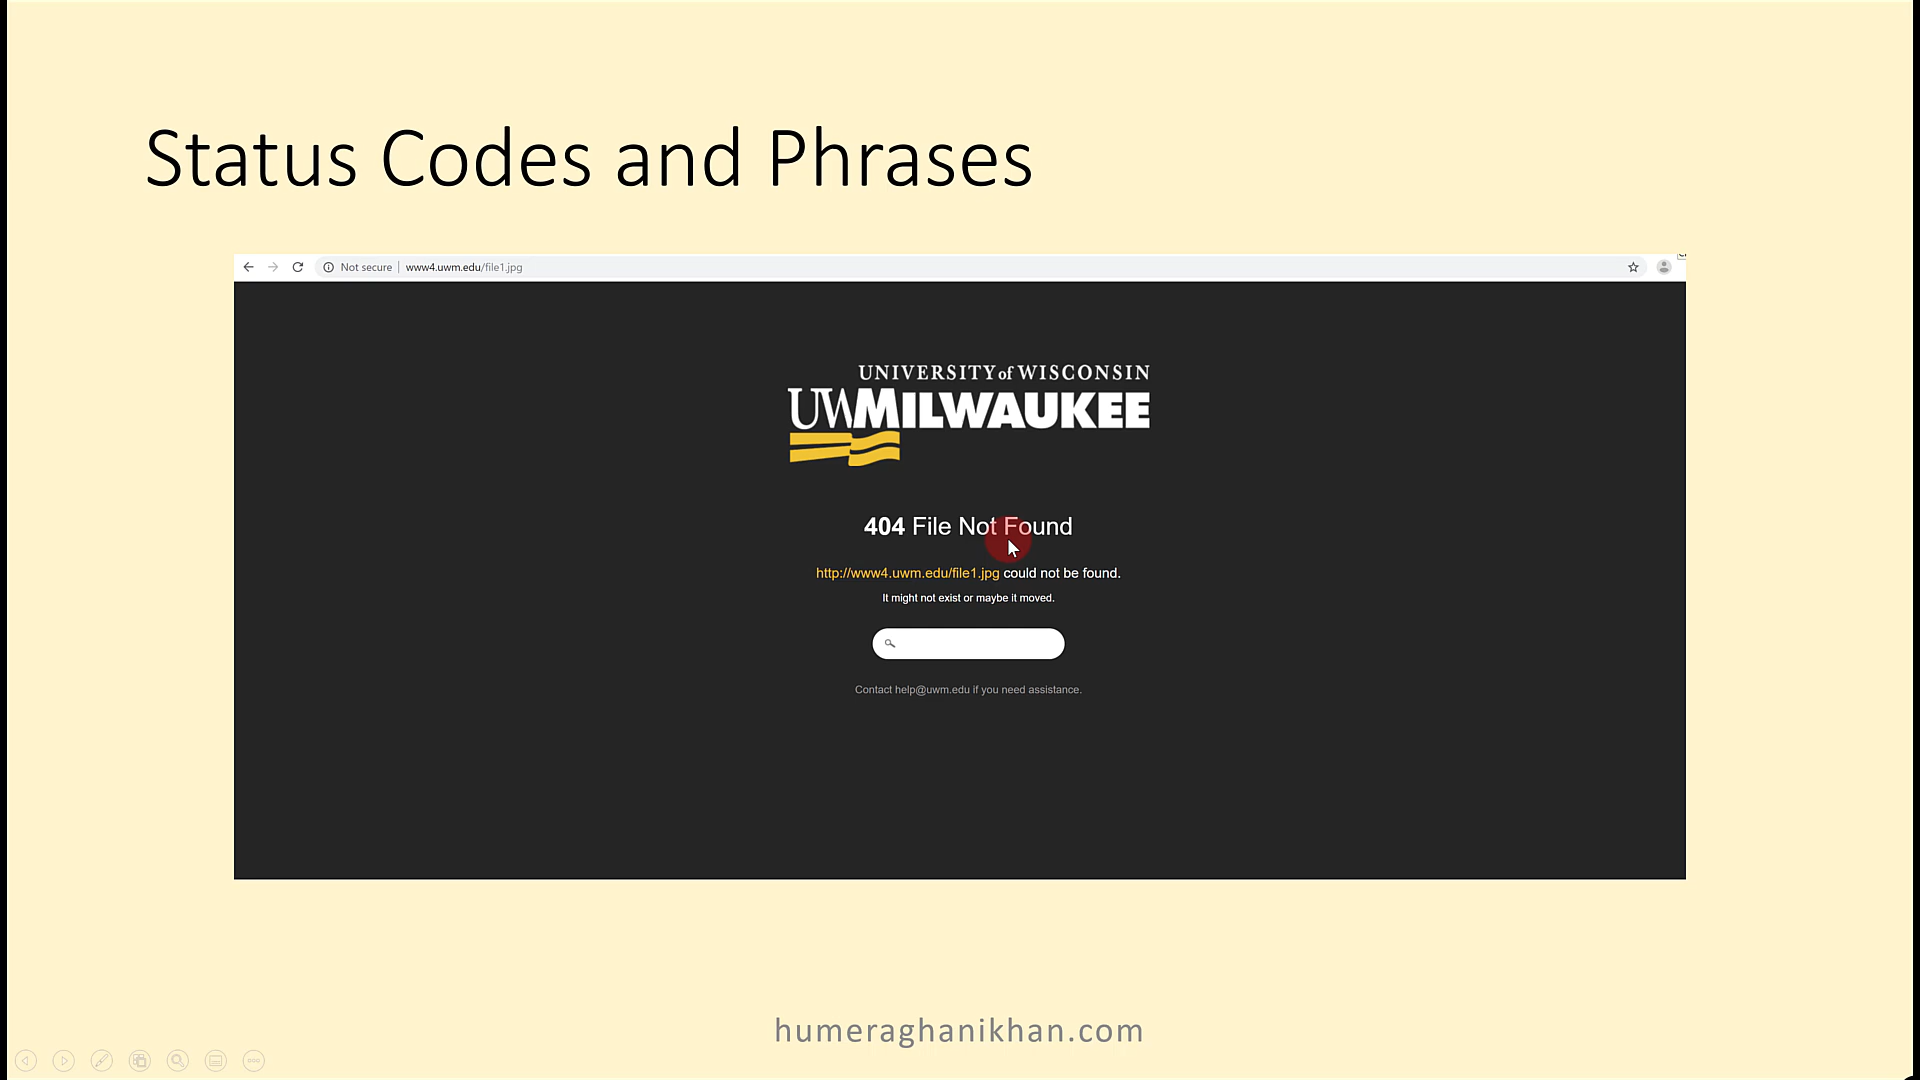 Status Codes and Phrases
Not secure | www4.uwm.edu/file1.jpg
UNIVERSITY of WISCONSIN
UWMILWAUKEE
404 File Not Found
http://www4.uwm.edu/file1.jpg could not be found.
It might not exist or maybe it moved.
Contact help@uwm.edu if you need assistance.
humeraghanikhan.com